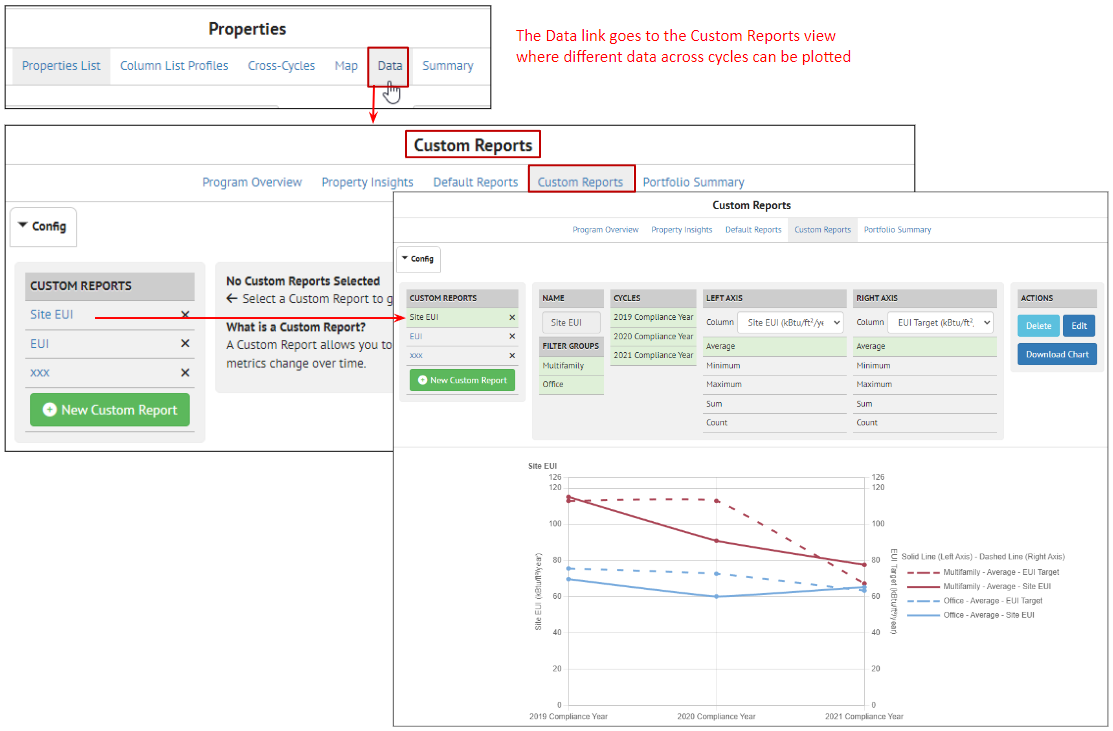 Properties
Properties List Column List Profiles Cross-Cycles Map Data Summary
The Data link goes to the Custom Reports view
where different data across cycles can be plotted
Custom Reports
Program Overview Property Insights Default Reports Custom Reports Portfolio Summary
Config
CUSTOM REPORTS
Site EUI ×
EUI ×
xxx ×
New Custom Report
No Custom Reports Selected
← Select a Custom Report to g
What is a Custom Report?
A Custom Report allows you to
metrics change over time.
Custom Reports
Program Overview Property Insights Default Reports Custom Reports Portfolio Summary
Config
CUSTOM REPORTS
Site EUI ×
EUI ×
xxx ×
New Custom Report
NAME
Site EUI
FILTER GROUPS
Multifamily
Office
CYCLES
2019 Compliance Year
2020 Compliance Year
2021 Compliance Year
LEFT AXIS
Column Site EUI (kBtu/ft²/ye
Average
Minimum
Maximum
Sum
Count
RIGHT AXIS
Column EUI Target (kBtu/ft²,
Average
Minimum
Maximum
Sum
Count
ACTIONS
Delete Edit
Download Chart
Site EUI
126
120
100
80
60
40
20
0
Site EUI (kBtu/ft²/year)
126
120
100
80
60
40
20
0
EUI Target (kBtu/ft²/year)
2019 Compliance Year 2020 Compliance Year 2021 Compliance Year
Solid Line (Left Axis) - Dashed Line (Right Axis)
Multifamily - Average - EUI Target
Multifamily - Average - Site EUI
Office - Average - EUI Target
Office - Average - Site EUI